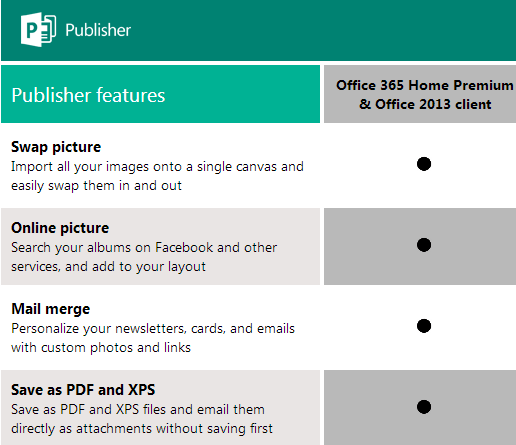 Publisher
Publisher features
Office 365 Home Premium
& Office 2013 client
Swap picture
Import all your images onto a single canvas and
easily swap them in and out
Online picture
Search your albums on Facebook and other
services, and add to your layout
Mail merge
Personalize your newsletters, cards, and emails
with custom photos and links
Save as PDF and XPS
Save as PDF and XPS files and email them
directly as attachments without saving first